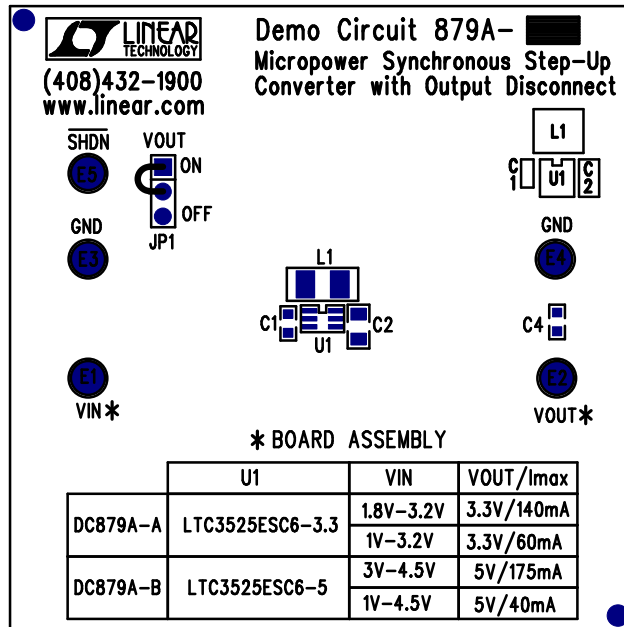 LINEAR
TECHNOLOGY
(408)432-1900
www.linear.com
Demo Circuit 879A-
Micropower Synchronous Step-Up
Converter with Output Disconnect
SHDN
VOUT
E5
ON
OFF
JP1
L1
C1
U1
C2
GND
E3
GND
E4
L1
C1
U1
C2
C4
E1
VIN*
E2
VOUT*
* BOARD ASSEMBLY
U1 VIN VOUT/Imax
DC879A-A LTC3525ESC6-3.3 1.8V-3.2V 3.3V/140mA
1V-3.2V 3.3V/60mA
DC879A-B LTC3525ESC6-5 3V-4.5V 5V/175mA
1V-4.5V 5V/40mA